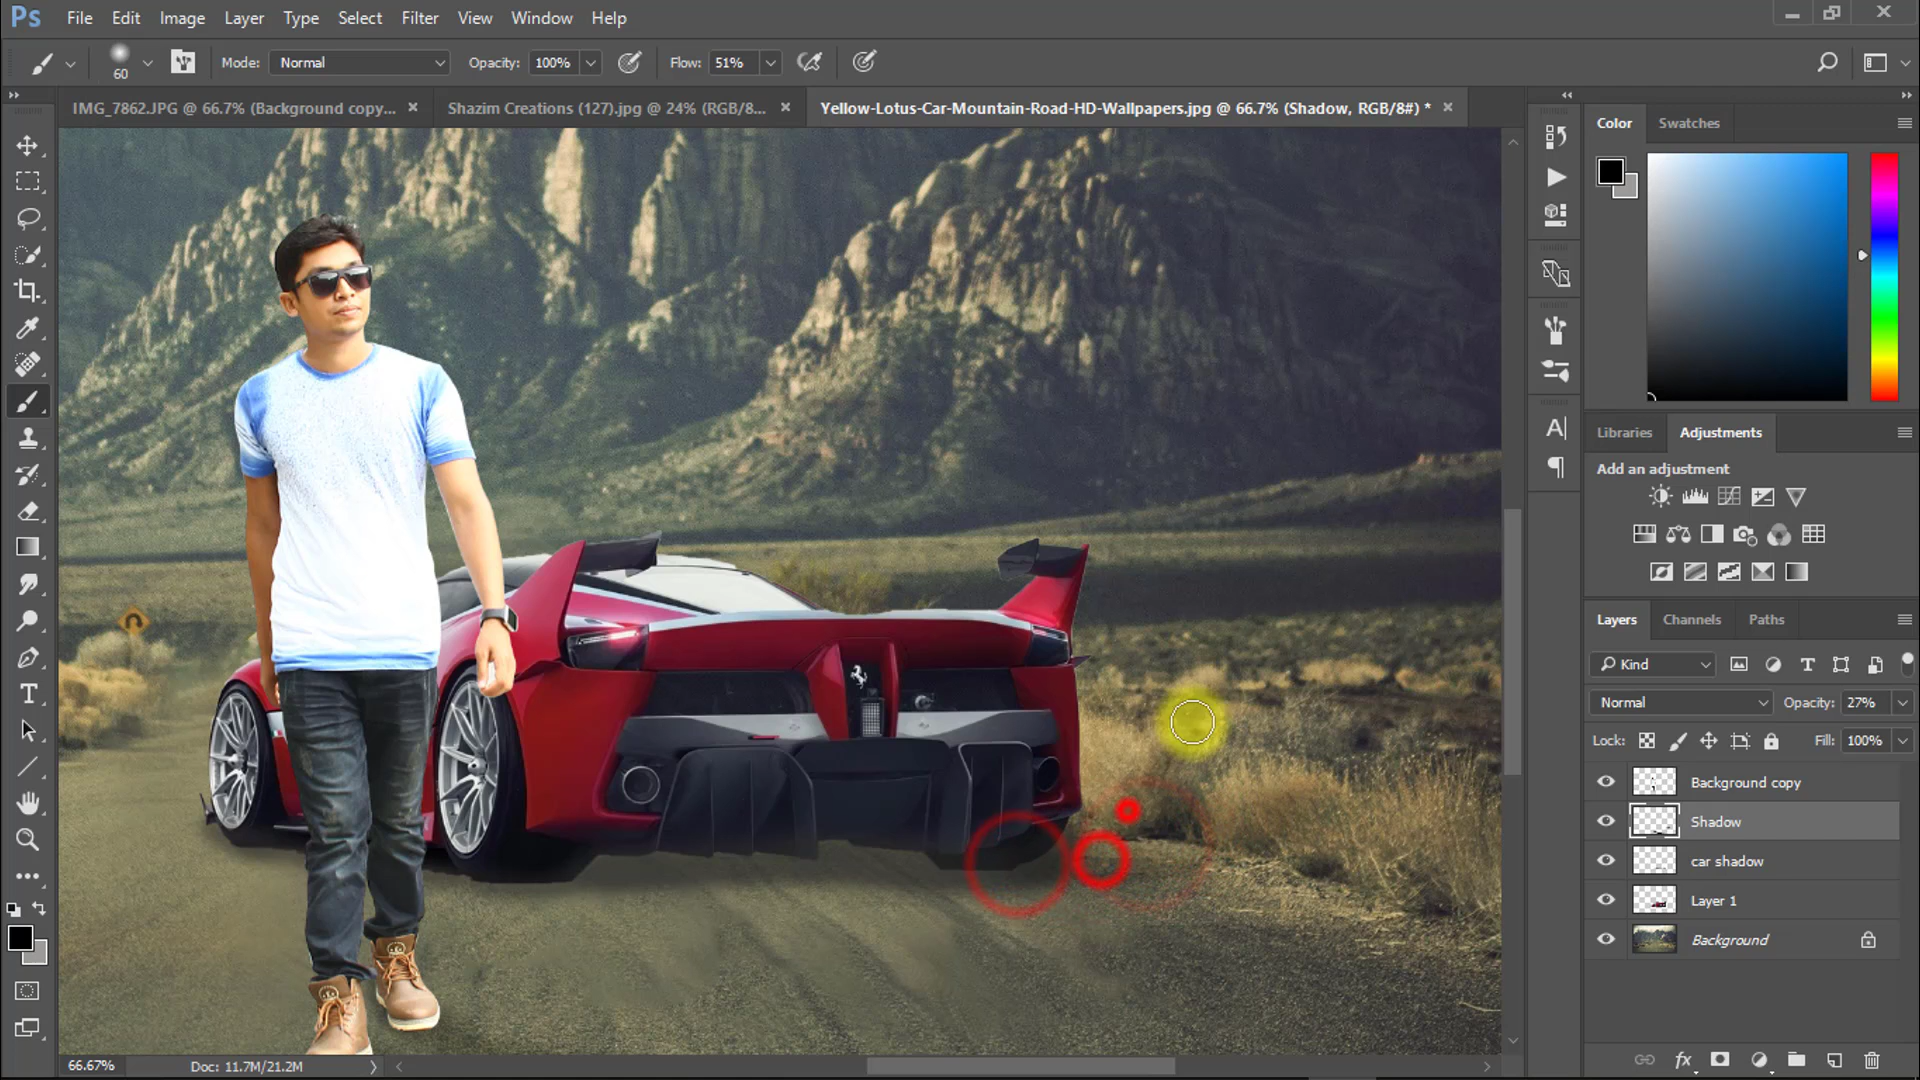 Ps File Edit Image Layer Type Select Filter View Window Help
60 Mode: Normal Opacity: 100% Flow: 51%
IMG_7862.JPG @ 66.7% (Background copy... × Shazim Creations (127).jpg @ 24% (RGB/8... × Yellow-Lotus-Car-Mountain-Road-HD-Wallpapers.jpg @ 66.7% (Shadow, RGB/8#) * ×
Color Swatches
Libraries Adjustments
Add an adjustment
Layers Channels Paths
Kind
Normal Opacity: 27%
Lock: Fill: 100%
Background copy
Shadow
car shadow
Layer 1
Background
66.67% Doc: 11.7M/21.2M
fx